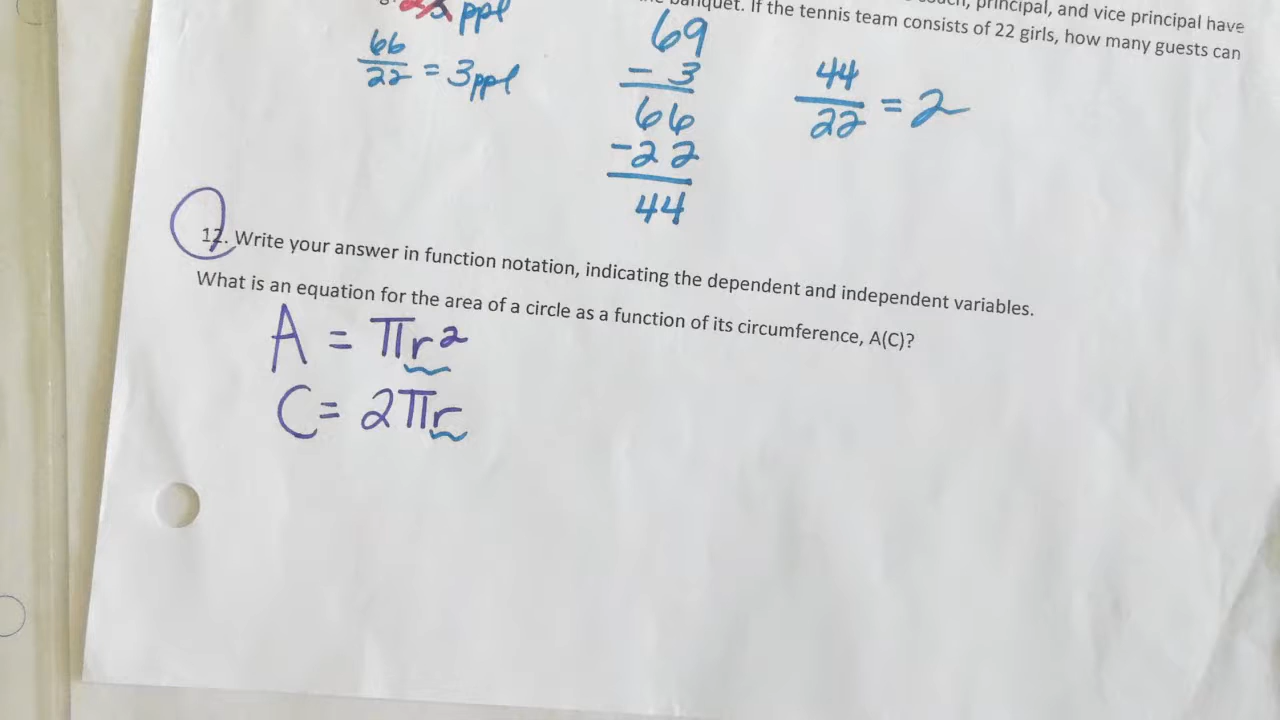 principal, and vice principal have
banquet. If the tennis team consists of 22 girls, how many guests can
ppl
66/22 = 3ppl
69
- 3
66
-22
44
44/22 = 2
12. Write your answer in function notation, indicating the dependent and independent variables.
What is an equation for the area of a circle as a function of its circumference, A(C)?
A = πr²
C = 2πr